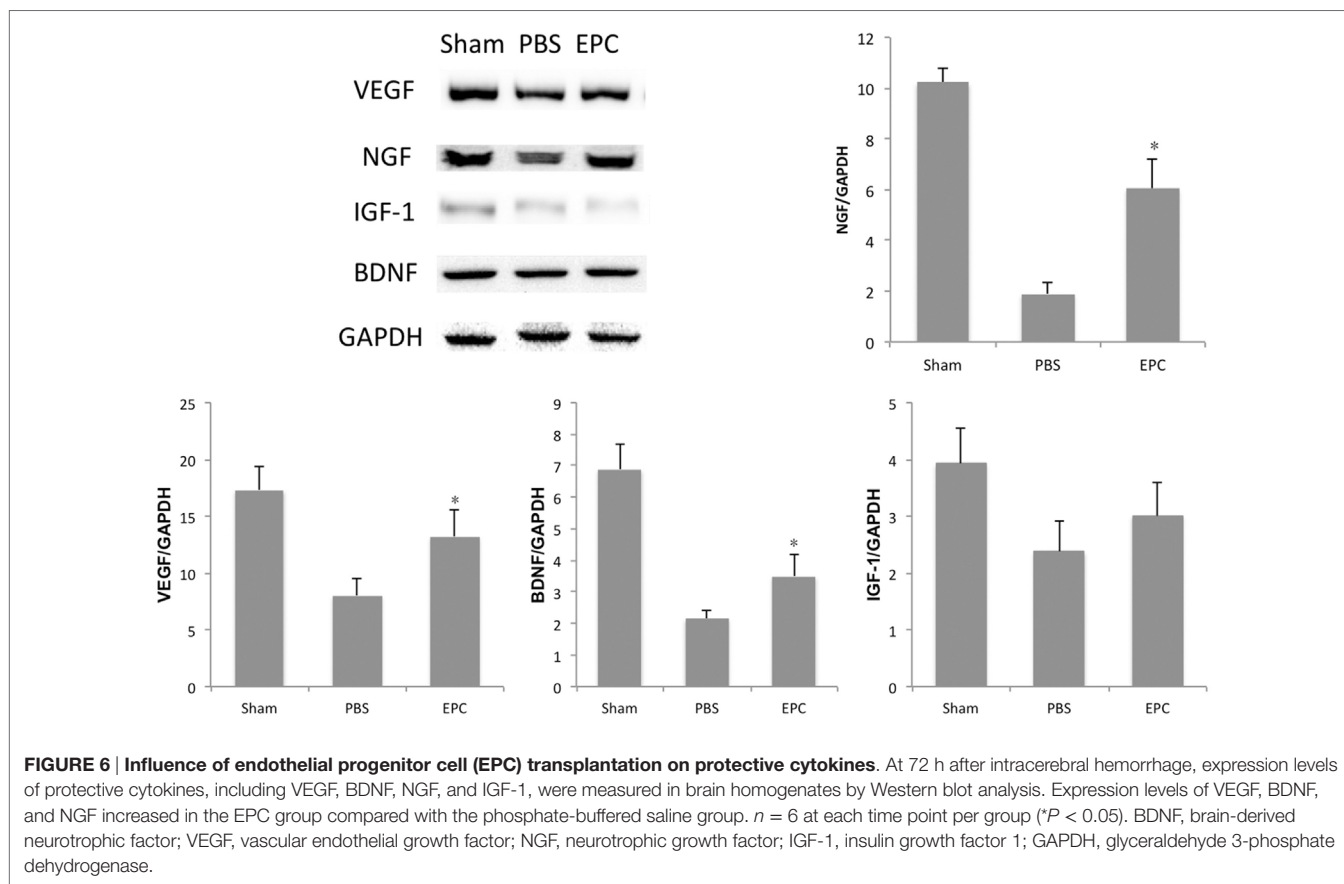 Sham PBS EPC
VEGF
NGF
IGF-1
BDNF
GAPDH
NGF/GAPDH
12
10
8
6
4
2
0
*
Sham PBS EPC
VEGF/GAPDH
25
20
15
10
5
0
*
Sham PBS EPC
BDNF/GAPDH
9
8
7
6
5
4
3
2
1
0
*
Sham PBS EPC
IGF-1/GAPDH
5
4
3
2
1
0
Sham PBS EPC
FIGURE 6 | Influence of endothelial progenitor cell (EPC) transplantation on protective cytokines. At 72 h after intracerebral hemorrhage, expression levels
of protective cytokines, including VEGF, BDNF, NGF, and IGF-1, were measured in brain homogenates by Western blot analysis. Expression levels of VEGF, BDNF,
and NGF increased in the EPC group compared with the phosphate-buffered saline group. n = 6 at each time point per group (*P < 0.05). BDNF, brain-derived
neurotrophic factor; VEGF, vascular endothelial growth factor; NGF, neurotrophic growth factor; IGF-1, insulin growth factor 1; GAPDH, glyceraldehyde 3-phosphate
dehydrogenase.